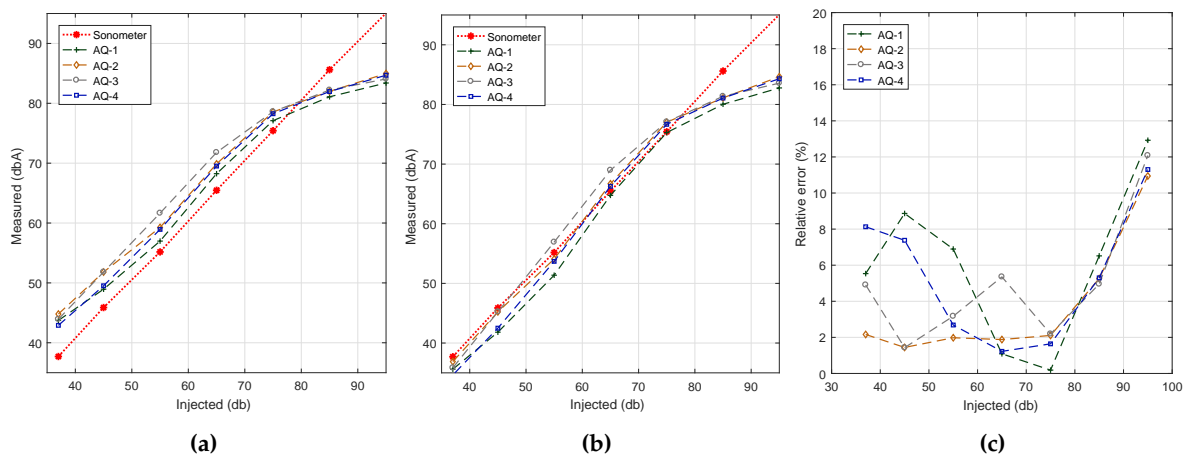 90
80
70
60
50
40
Measured (dbA)
Sonometer
AQ-1
AQ-2
AQ-3
AQ-4
40 50 60 70 80 90
Injected (db)
(a)
90
80
70
60
50
40
Measured (dbA)
Sonometer
AQ-1
AQ-2
AQ-3
AQ-4
40 50 60 70 80 90
Injected (db)
(b)
20
18
16
14
12
10
8
6
4
2
0
Relative error (%)
AQ-1
AQ-2
AQ-3
AQ-4
30 40 50 60 70 80 90 100
Injected (db)
(c)